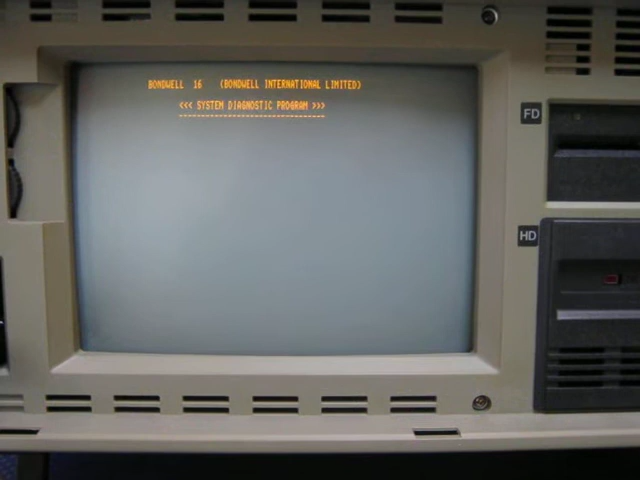 BONDWELL 16 (BONDWELL INTERNATIONAL LIMITED)
<<< SYSTEM DIAGNOSTIC PROGRAM >>>
FD
HD